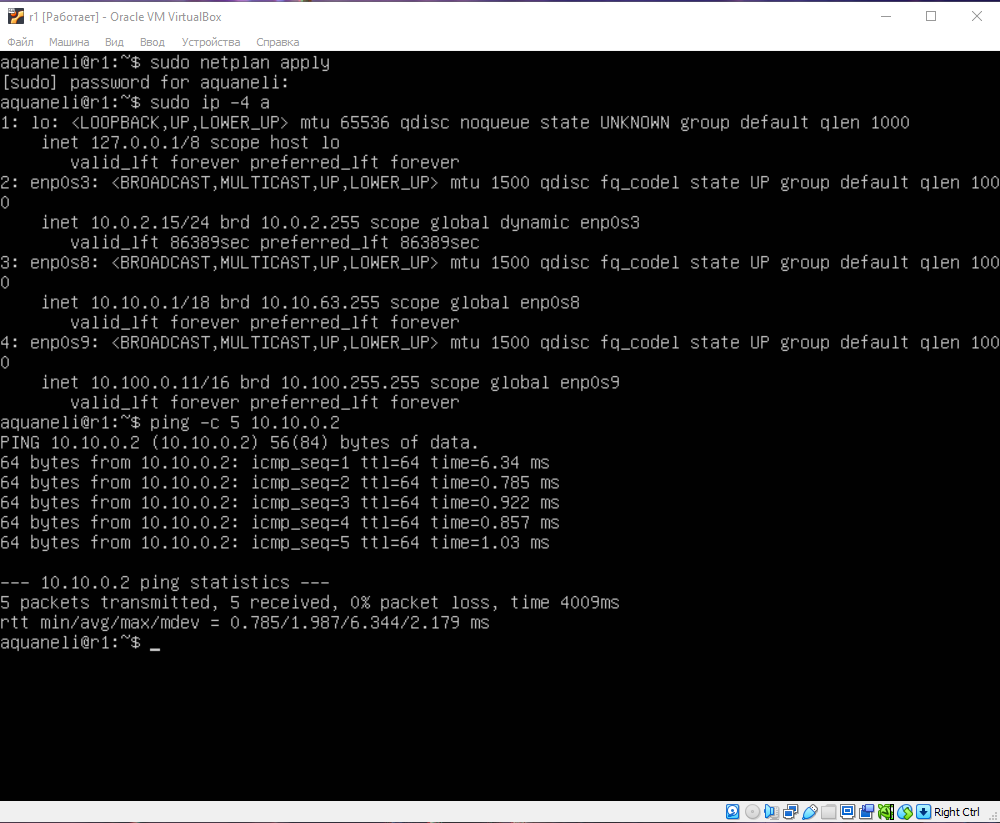 r1 [Работает] - Oracle VM VirtualBox
Файл Машина Вид Ввод Устройства Справка
aquaneli@r1:~$ sudo netplan apply
[sudo] password for aquaneli:
aquaneli@r1:~$ sudo ip -4 a
1: lo: <LOOPBACK,UP,LOWER_UP> mtu 65536 qdisc noqueue state UNKNOWN group default qlen 1000
    inet 127.0.0.1/8 scope host lo
       valid_lft forever preferred_lft forever
2: enp0s3: <BROADCAST,MULTICAST,UP,LOWER_UP> mtu 1500 qdisc fq_codel state UP group default qlen 100
0
    inet 10.0.2.15/24 brd 10.0.2.255 scope global dynamic enp0s3
       valid_lft 86389sec preferred_lft 86389sec
3: enp0s8: <BROADCAST,MULTICAST,UP,LOWER_UP> mtu 1500 qdisc fq_codel state UP group default qlen 100
0
    inet 10.10.0.1/18 brd 10.10.63.255 scope global enp0s8
       valid_lft forever preferred_lft forever
4: enp0s9: <BROADCAST,MULTICAST,UP,LOWER_UP> mtu 1500 qdisc fq_codel state UP group default qlen 100
0
    inet 10.100.0.11/16 brd 10.100.255.255 scope global enp0s9
       valid_lft forever preferred_lft forever
aquaneli@r1:~$ ping -c 5 10.10.0.2
PING 10.10.0.2 (10.10.0.2) 56(84) bytes of data.
64 bytes from 10.10.0.2: icmp_seq=1 ttl=64 time=6.34 ms
64 bytes from 10.10.0.2: icmp_seq=2 ttl=64 time=0.785 ms
64 bytes from 10.10.0.2: icmp_seq=3 ttl=64 time=0.922 ms
64 bytes from 10.10.0.2: icmp_seq=4 ttl=64 time=0.857 ms
64 bytes from 10.10.0.2: icmp_seq=5 ttl=64 time=1.03 ms
--- 10.10.0.2 ping statistics ---
5 packets transmitted, 5 received, 0% packet loss, time 4009ms
rtt min/avg/max/mdev = 0.785/1.987/6.344/2.179 ms
aquaneli@r1:~$ _
Right Ctrl